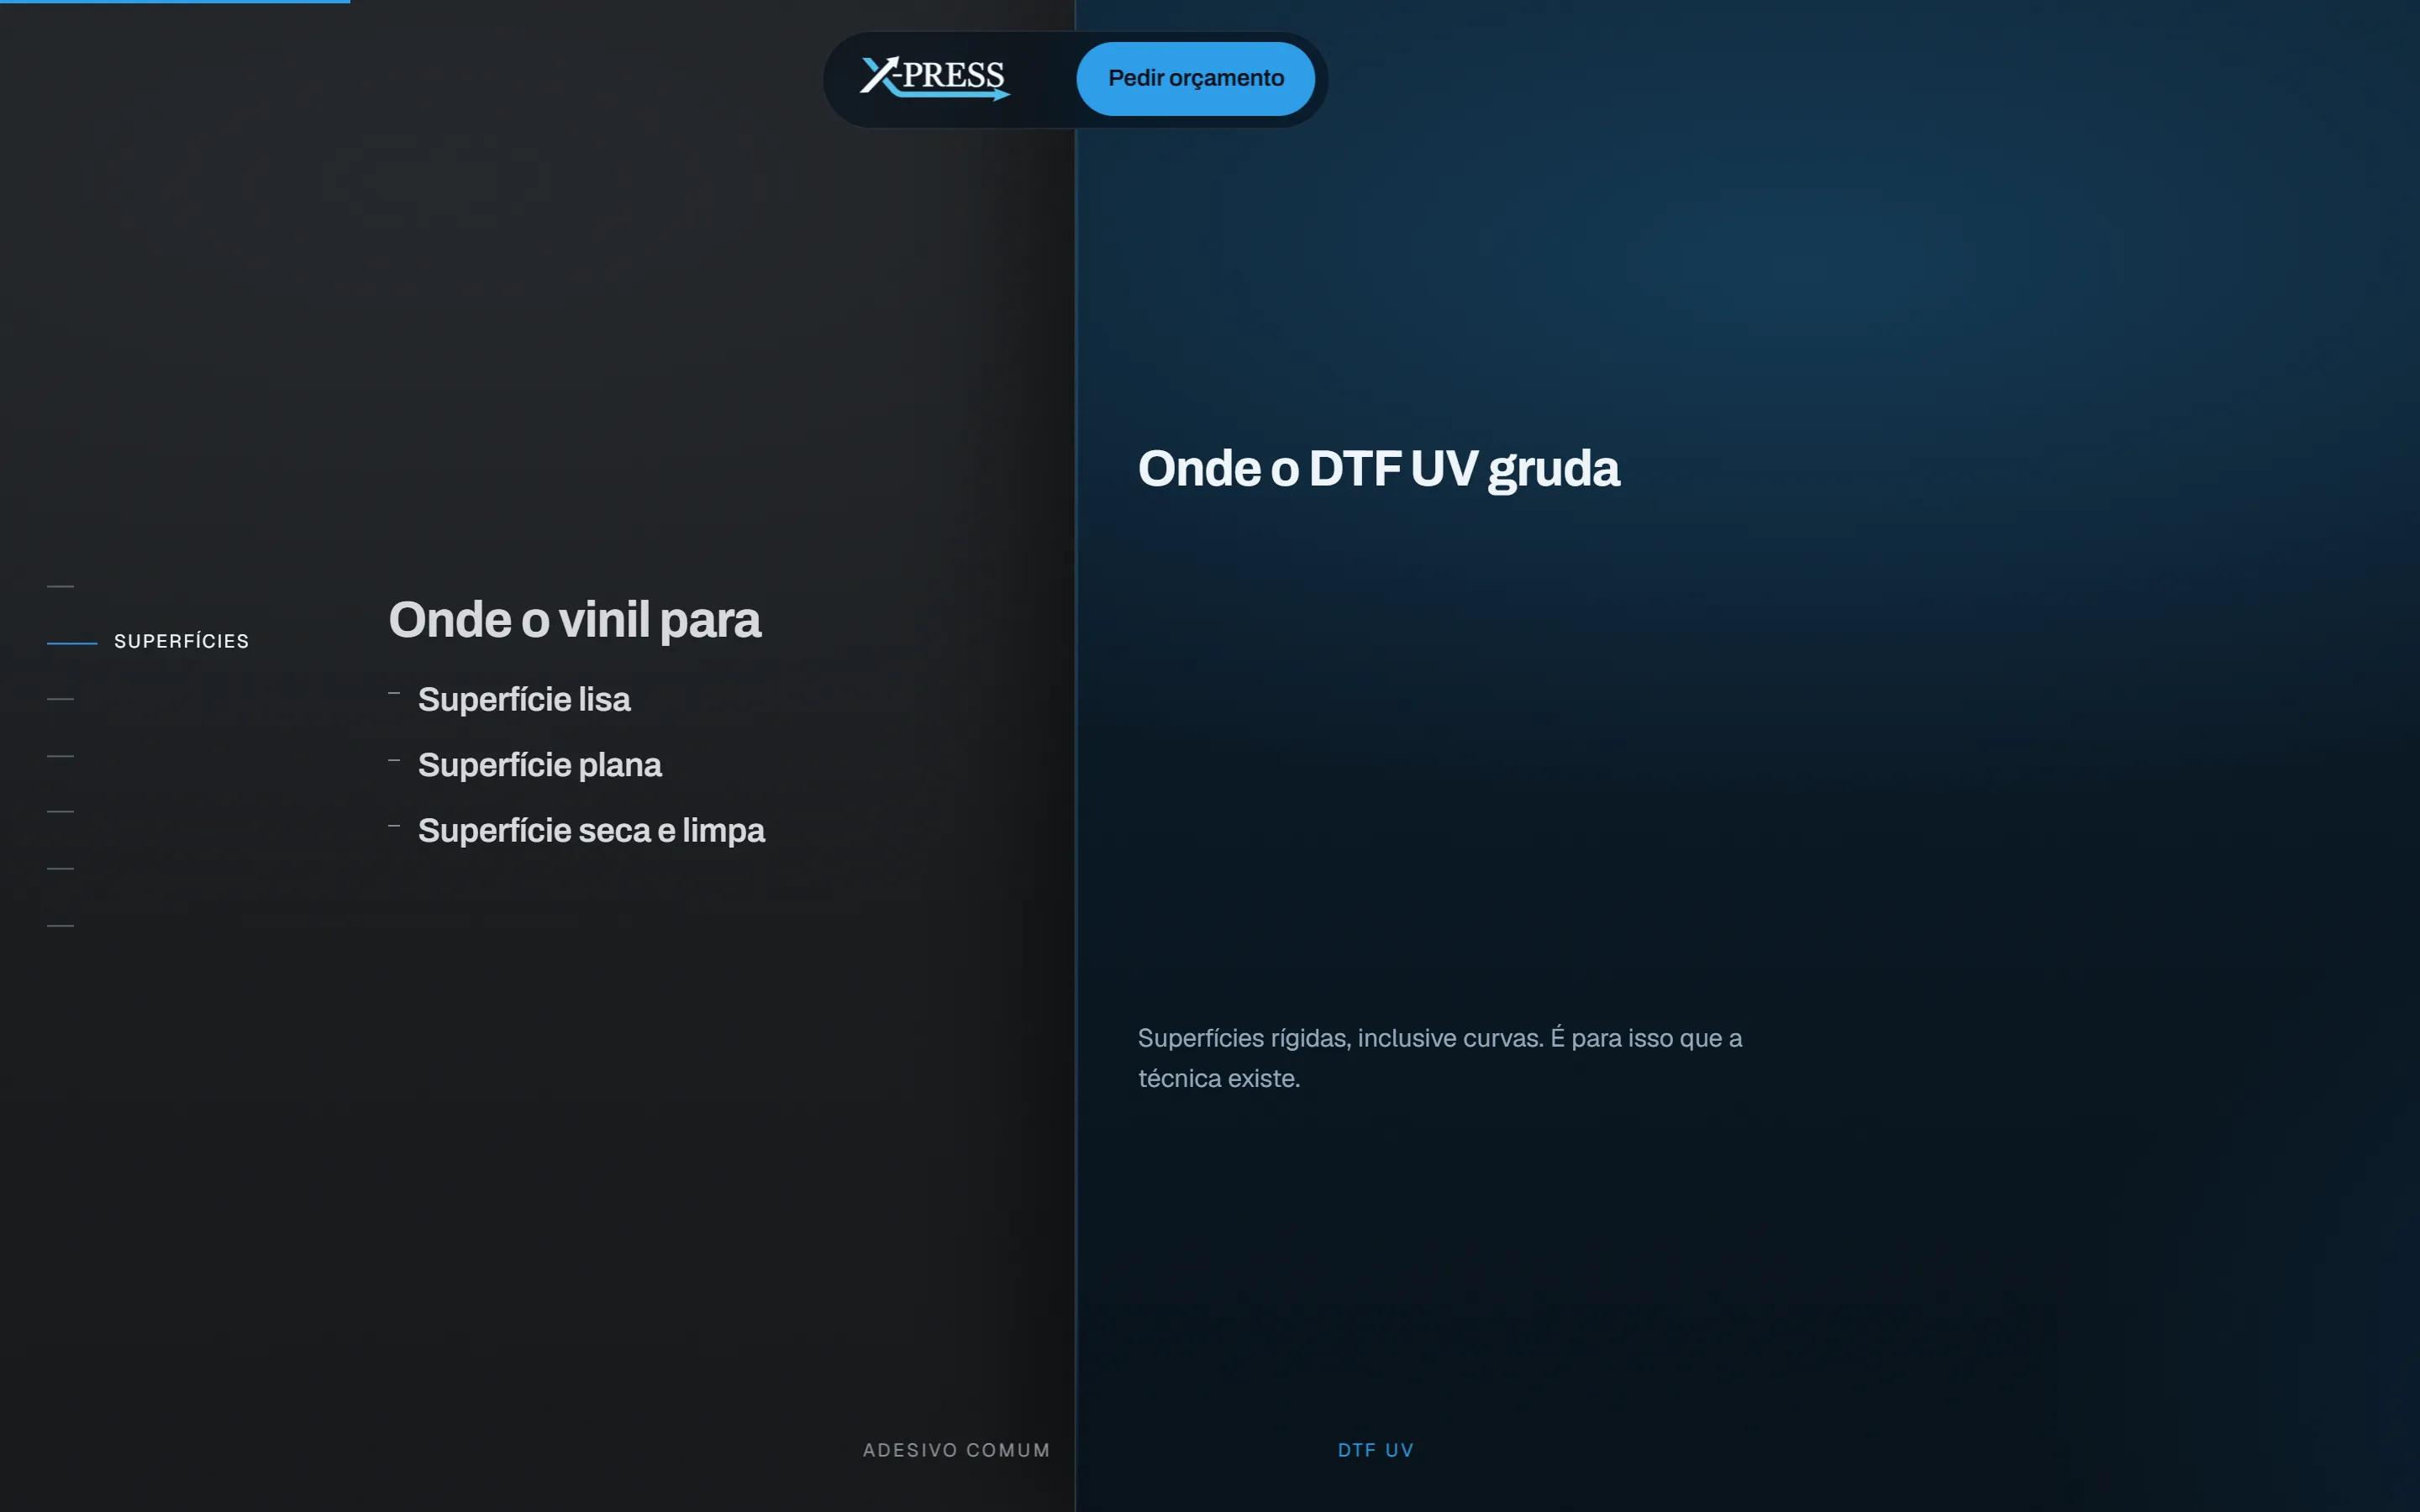 X-PRESS
Pedir orçamento
SUPERFÍCIES
Onde o vinil para
Superfície lisa
Superfície plana
Superfície seca e limpa
Onde o DTF UV gruda
Superfícies rígidas, inclusive curvas. É para isso que a
técnica existe.
ADESIVO COMUM
DTF UV